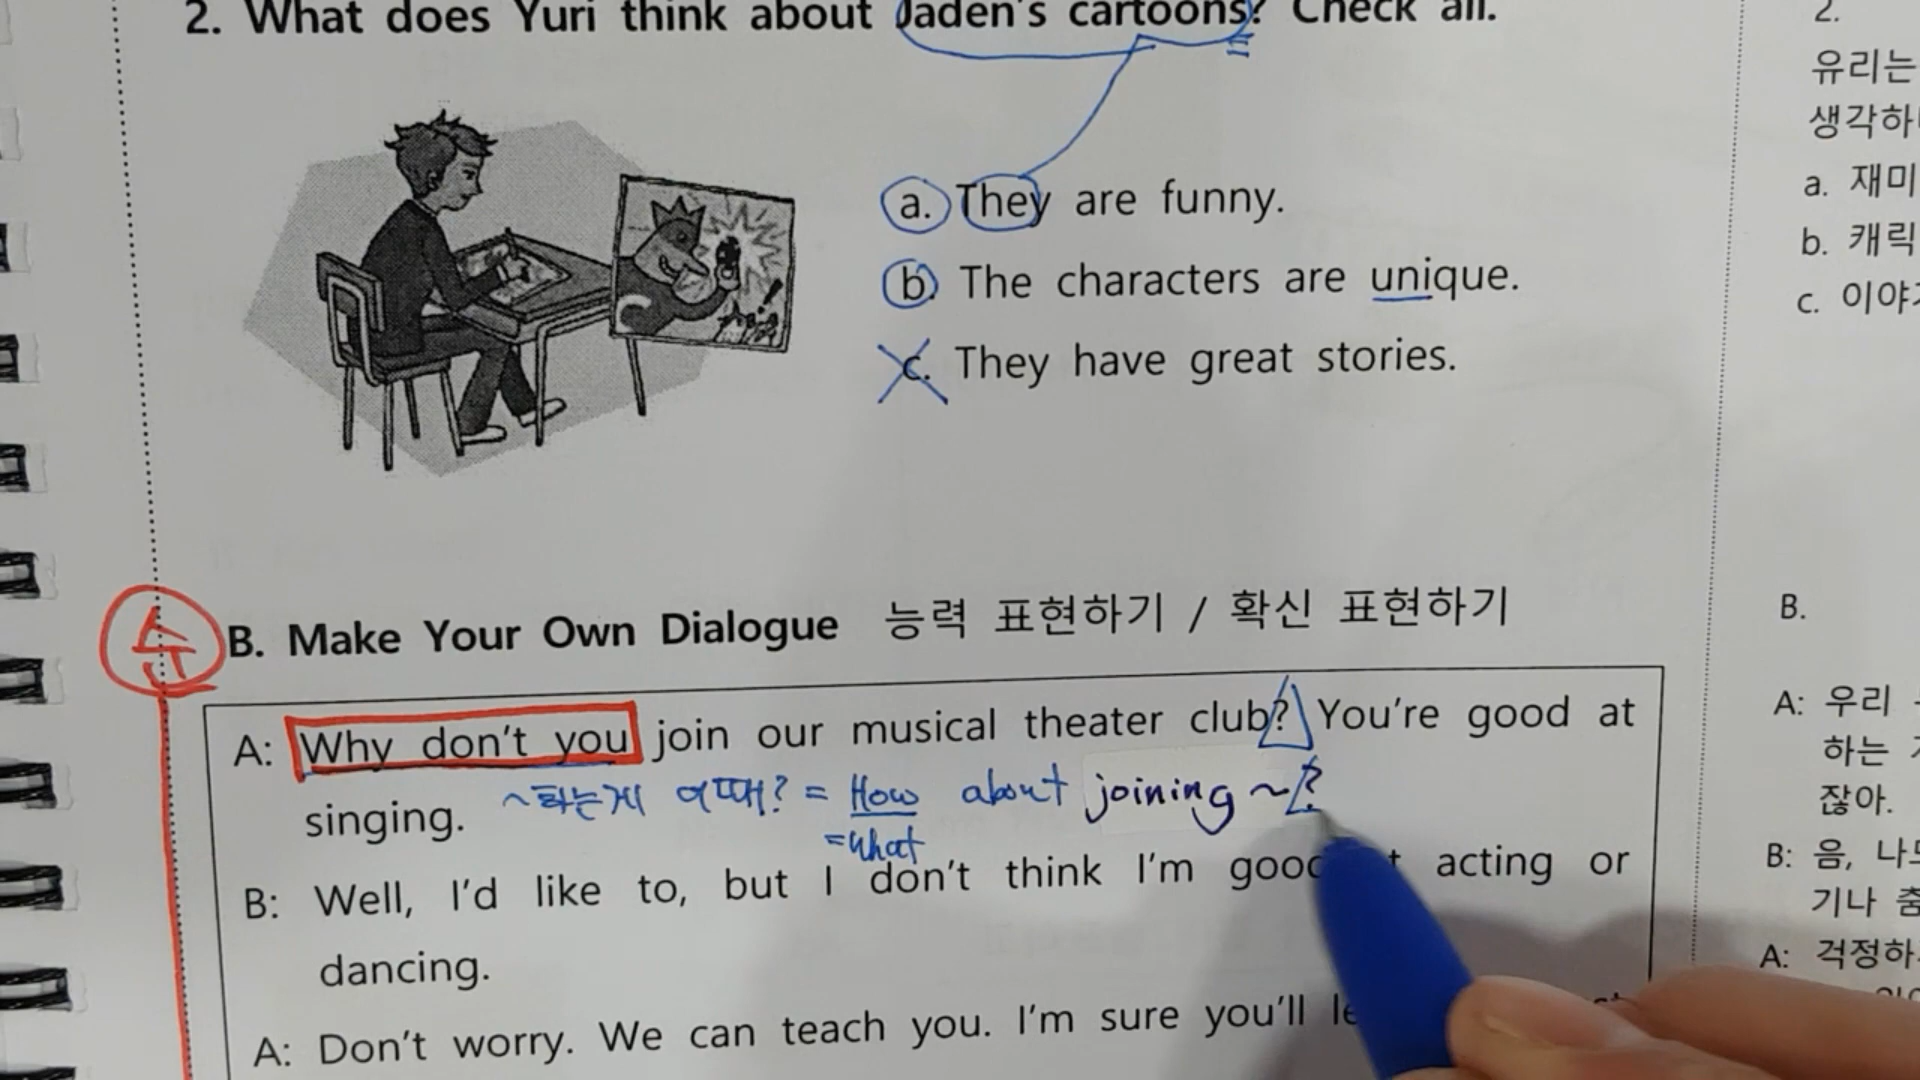 2. What does Yuri think about Jaden's cartoons? Check all.
a. They are funny.
b. The characters are unique.
c. They have great stories.
수
B. Make Your Own Dialogue 능력 표현하기 / 확신 표현하기
A: Why don't you join our musical theater club? You're good at
~하는게 어때? = How about joining ~?
singing.
=what
B: Well, I'd like to, but I don't think I'm good acting or
dancing.
A: Don't worry. We can teach you. I'm sure you'll
2.
유리는
생각하
a. 재미
b. 캐릭
c. 이야기
B.
A: 우리
하는
잖아.
B: 음, 나도
기나 춤
A: 걱정하